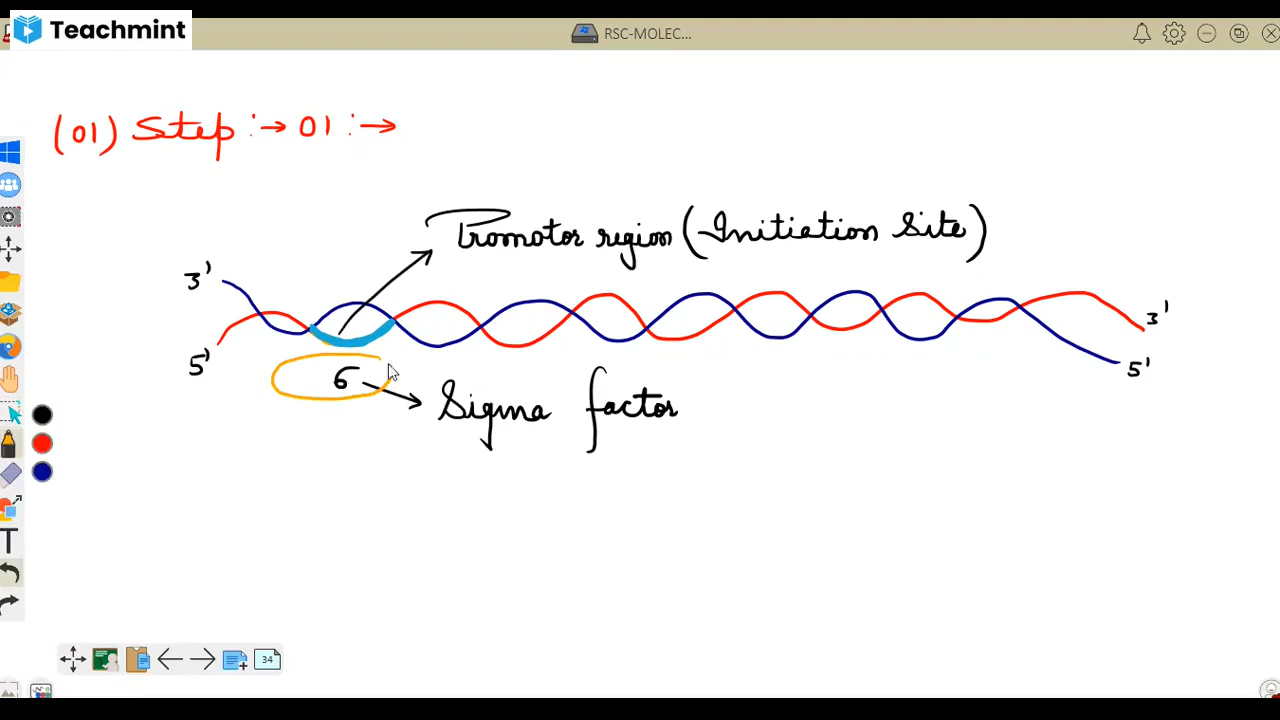 Teachmint
RSC-MOLEC...
(01) Step :→ 01 :→
Promotor region (Initiation Site)
3'
3'
5'
5'
6 → Sigma factor
T
34